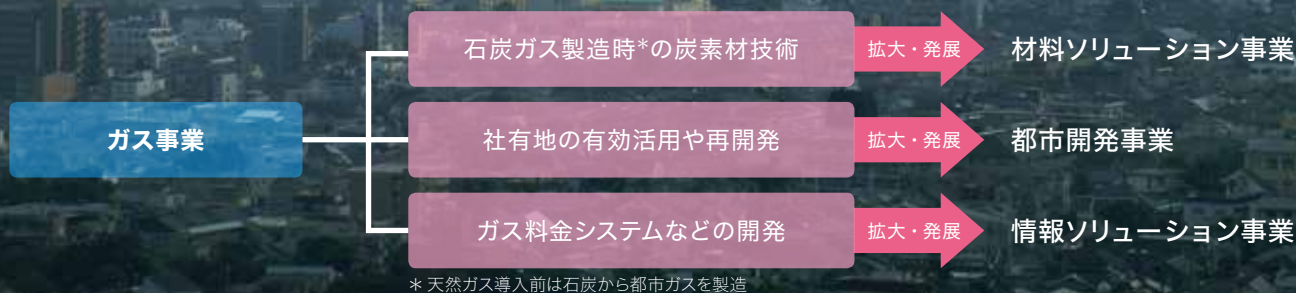 石炭ガス製造時*の炭素材技術 拡大・発展 材料ソリューション事業
ガス事業 社有地の有効活用や再開発 拡大・発展 都市開発事業
ガス料金システムなどの開発 拡大・発展 情報ソリューション事業
* 天然ガス導入前は石炭から都市ガスを製造